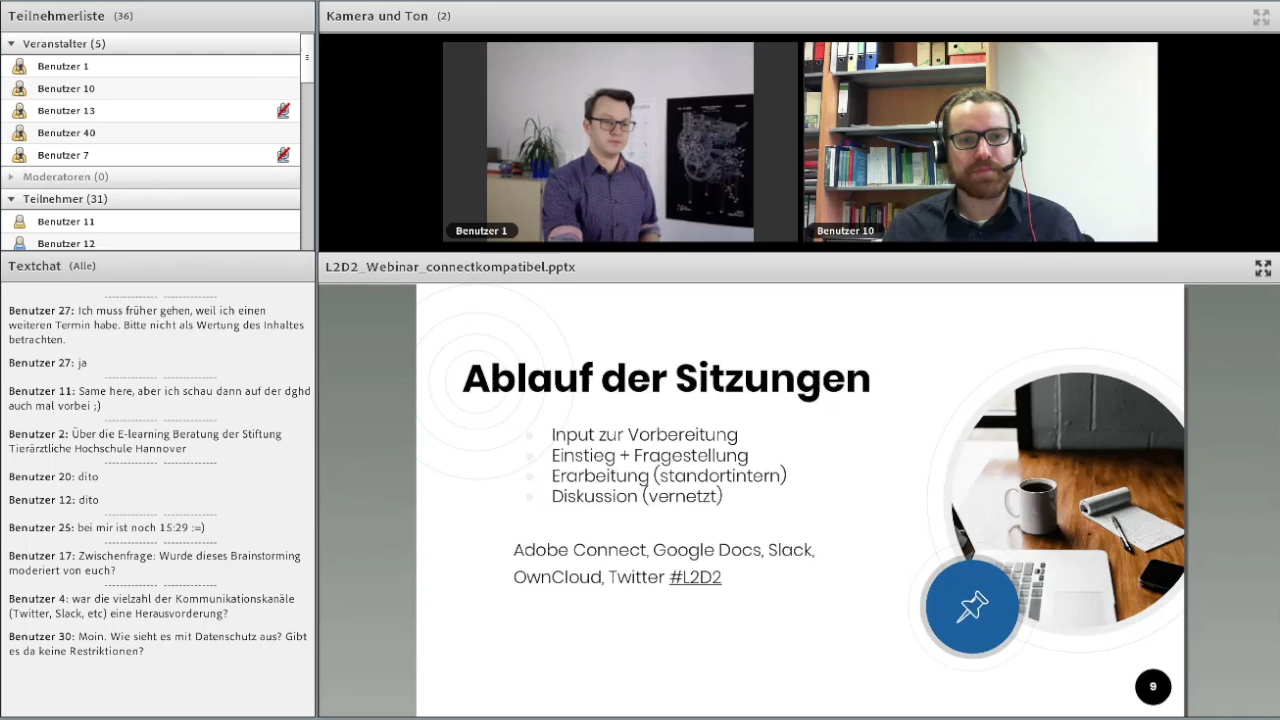 Teilnehmerliste (36)
Veranstalter (5)
Benutzer 1
Benutzer 10
Benutzer 13
Benutzer 40
Benutzer 7
Moderatoren (0)
Teilnehmer (31)
Benutzer 11
Benutzer 12
Kamera und Ton (2)
Benutzer 1
Benutzer 10
Textchat (Alle)
Benutzer 27: Ich muss früher gehen, weil ich einen
weiteren Termin habe. Bitte nicht als Wertung des Inhaltes
betrachten.
Benutzer 27: ja
Benutzer 11: Same here, aber ich schau dann auf der dghd
auch mal vorbei ;)
Benutzer 2: Über die E-learning Beratung der Stiftung
Tierärztliche Hochschule Hannover
Benutzer 20: dito
Benutzer 12: dito
Benutzer 25: bei mir ist noch 15:29 :=)
Benutzer 17: Zwischenfrage: Wurde dieses Brainstorming
moderiert von euch?
Benutzer 4: war die vielzahl der Kommunikationskanäle
(Twitter, Slack, etc) eine Herausvorderung?
Benutzer 30: Moin. Wie sieht es mit Datenschutz aus? Gibt
es da keine Restriktionen?
L2D2_Webinar_connectkompatibel.pptx
Ablauf der Sitzungen
Input zur Vorbereitung
Einstieg + Fragestellung
Erarbeitung (standortintern)
Diskussion (vernetzt)
Adobe Connect, Google Docs, Slack,
OwnCloud, Twitter #L2D2
9